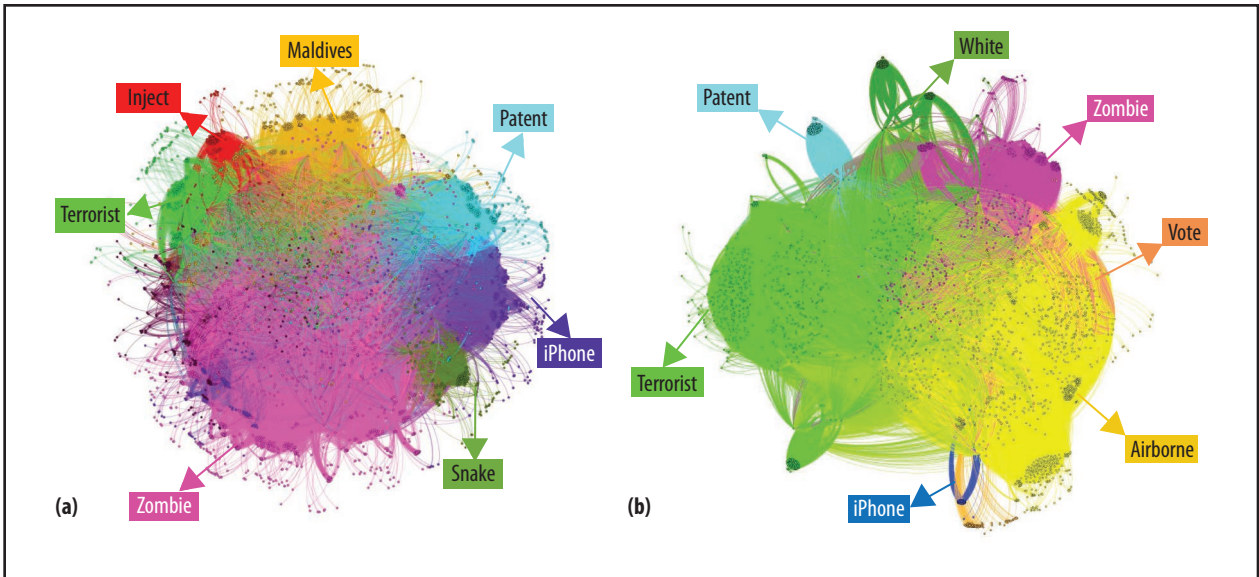 Maldives
Inject
Patent
Terrorist
iPhone
Snake
Zombie
(a)
White
Patent
Zombie
Vote
Terrorist
Airborne
iPhone
(b)